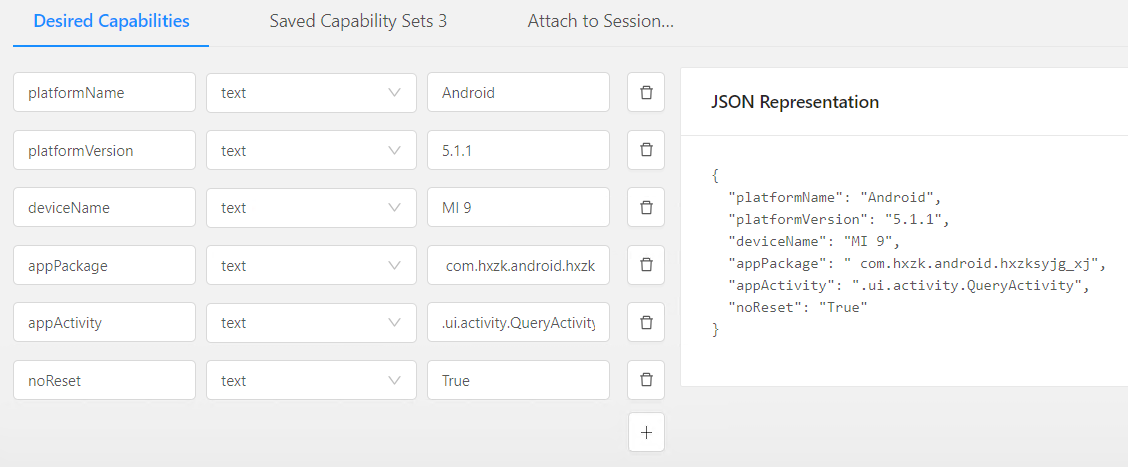 Desired Capabilities Saved Capability Sets 3 Attach to Session...
platformName text Android
platformVersion text 5.1.1
deviceName text MI 9
appPackage text com.hxzk.android.hxzk
appActivity text .ui.activity.QueryActivity
noReset text True
JSON Representation
{
"platformName": "Android",
"platformVersion": "5.1.1",
"deviceName": "MI 9",
"appPackage": " com.hxzk.android.hxzksyjg_xj",
"appActivity": ".ui.activity.QueryActivity",
"noReset": "True"
}